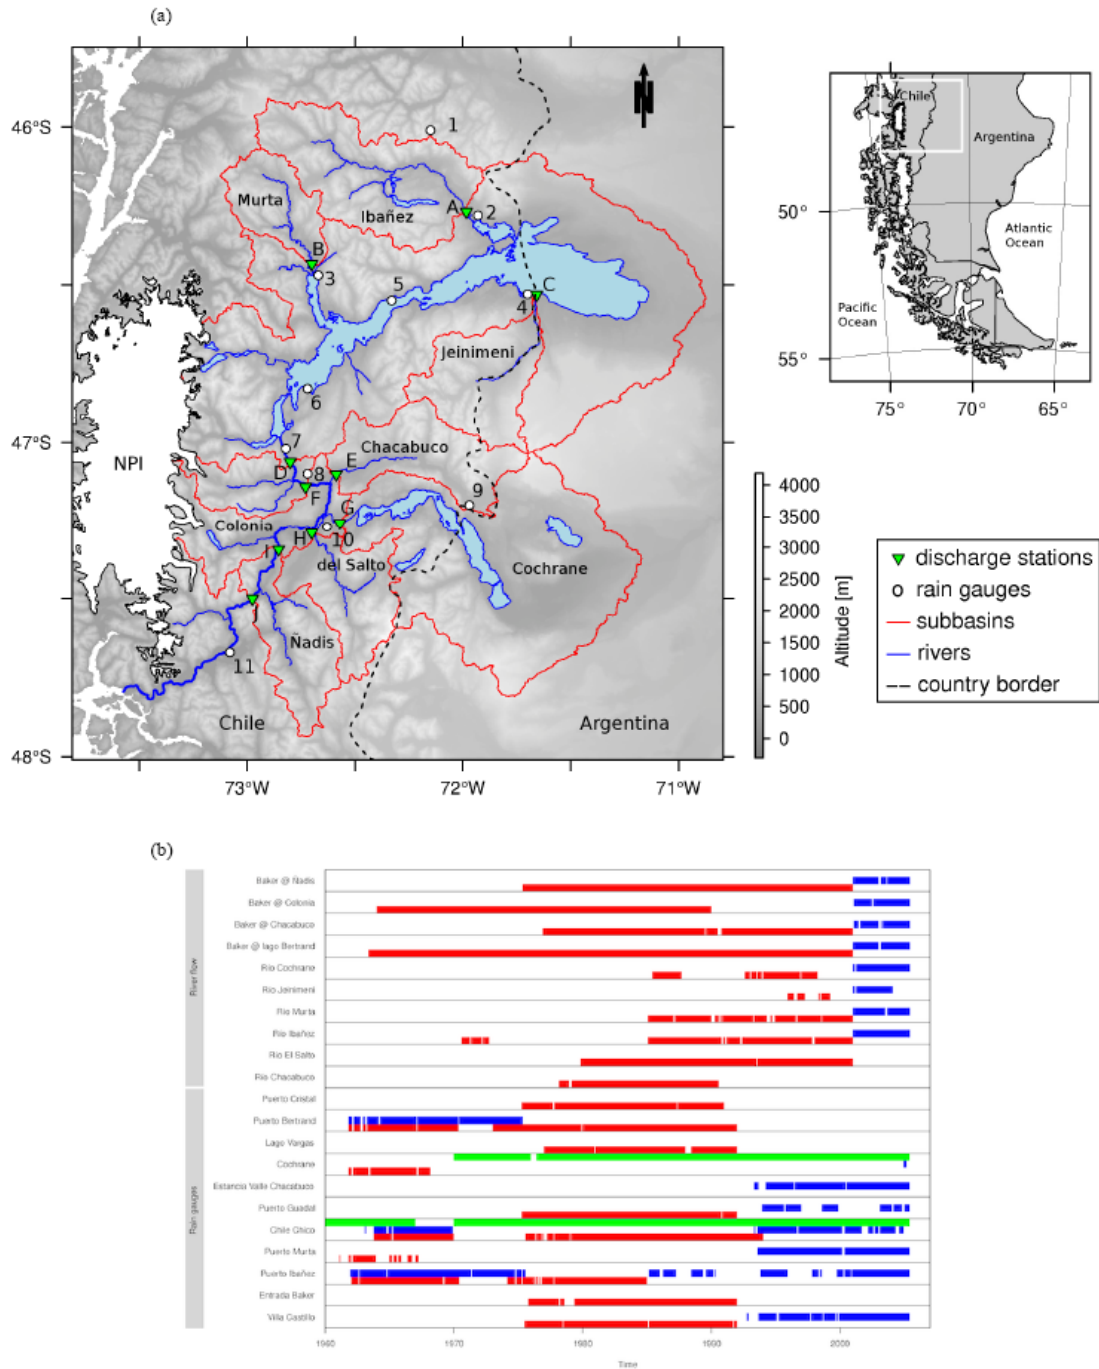 (a)
N
46°S
47°S
48°S
73°W
72°W
71°W
1
Murta
Ibañez
A
2
B
3
5
C
4
Jeinimeni
6
7
Chacabuco
NPI
D
8
E
F
9
G
Colonia
H
10
I
del Salto
Cochrane
J
Ñadis
11
Chile
Argentina
Chile
Argentina
50°
Atlantic
Ocean
Pacific
Ocean
55°
75°
70°
65°
Altitude [m]
4000
3500
3000
2500
2000
1500
1000
500
0
discharge stations
rain gauges
subbasins
rivers
country border
(b)
River flow
Baker @ Ñadis
Baker @ Colonia
Baker @ Chacabuco
Baker @ lago Bertrand
Rio Cochrane
Rio Jeinimeni
Rio Murta
Rio Ibañez
Rio El Salto
Rio Chacabuco
Rain gauges
Puerto Cristal
Puerto Bertrand
Lago Vargas
Cochrane
Estancia Valle Chacabuco
Puerto Guadal
Chile Chico
Puerto Murta
Puerto Ibañez
Entrada Baker
Villa Castillo
1960
1970
1980
1990
2000
Time